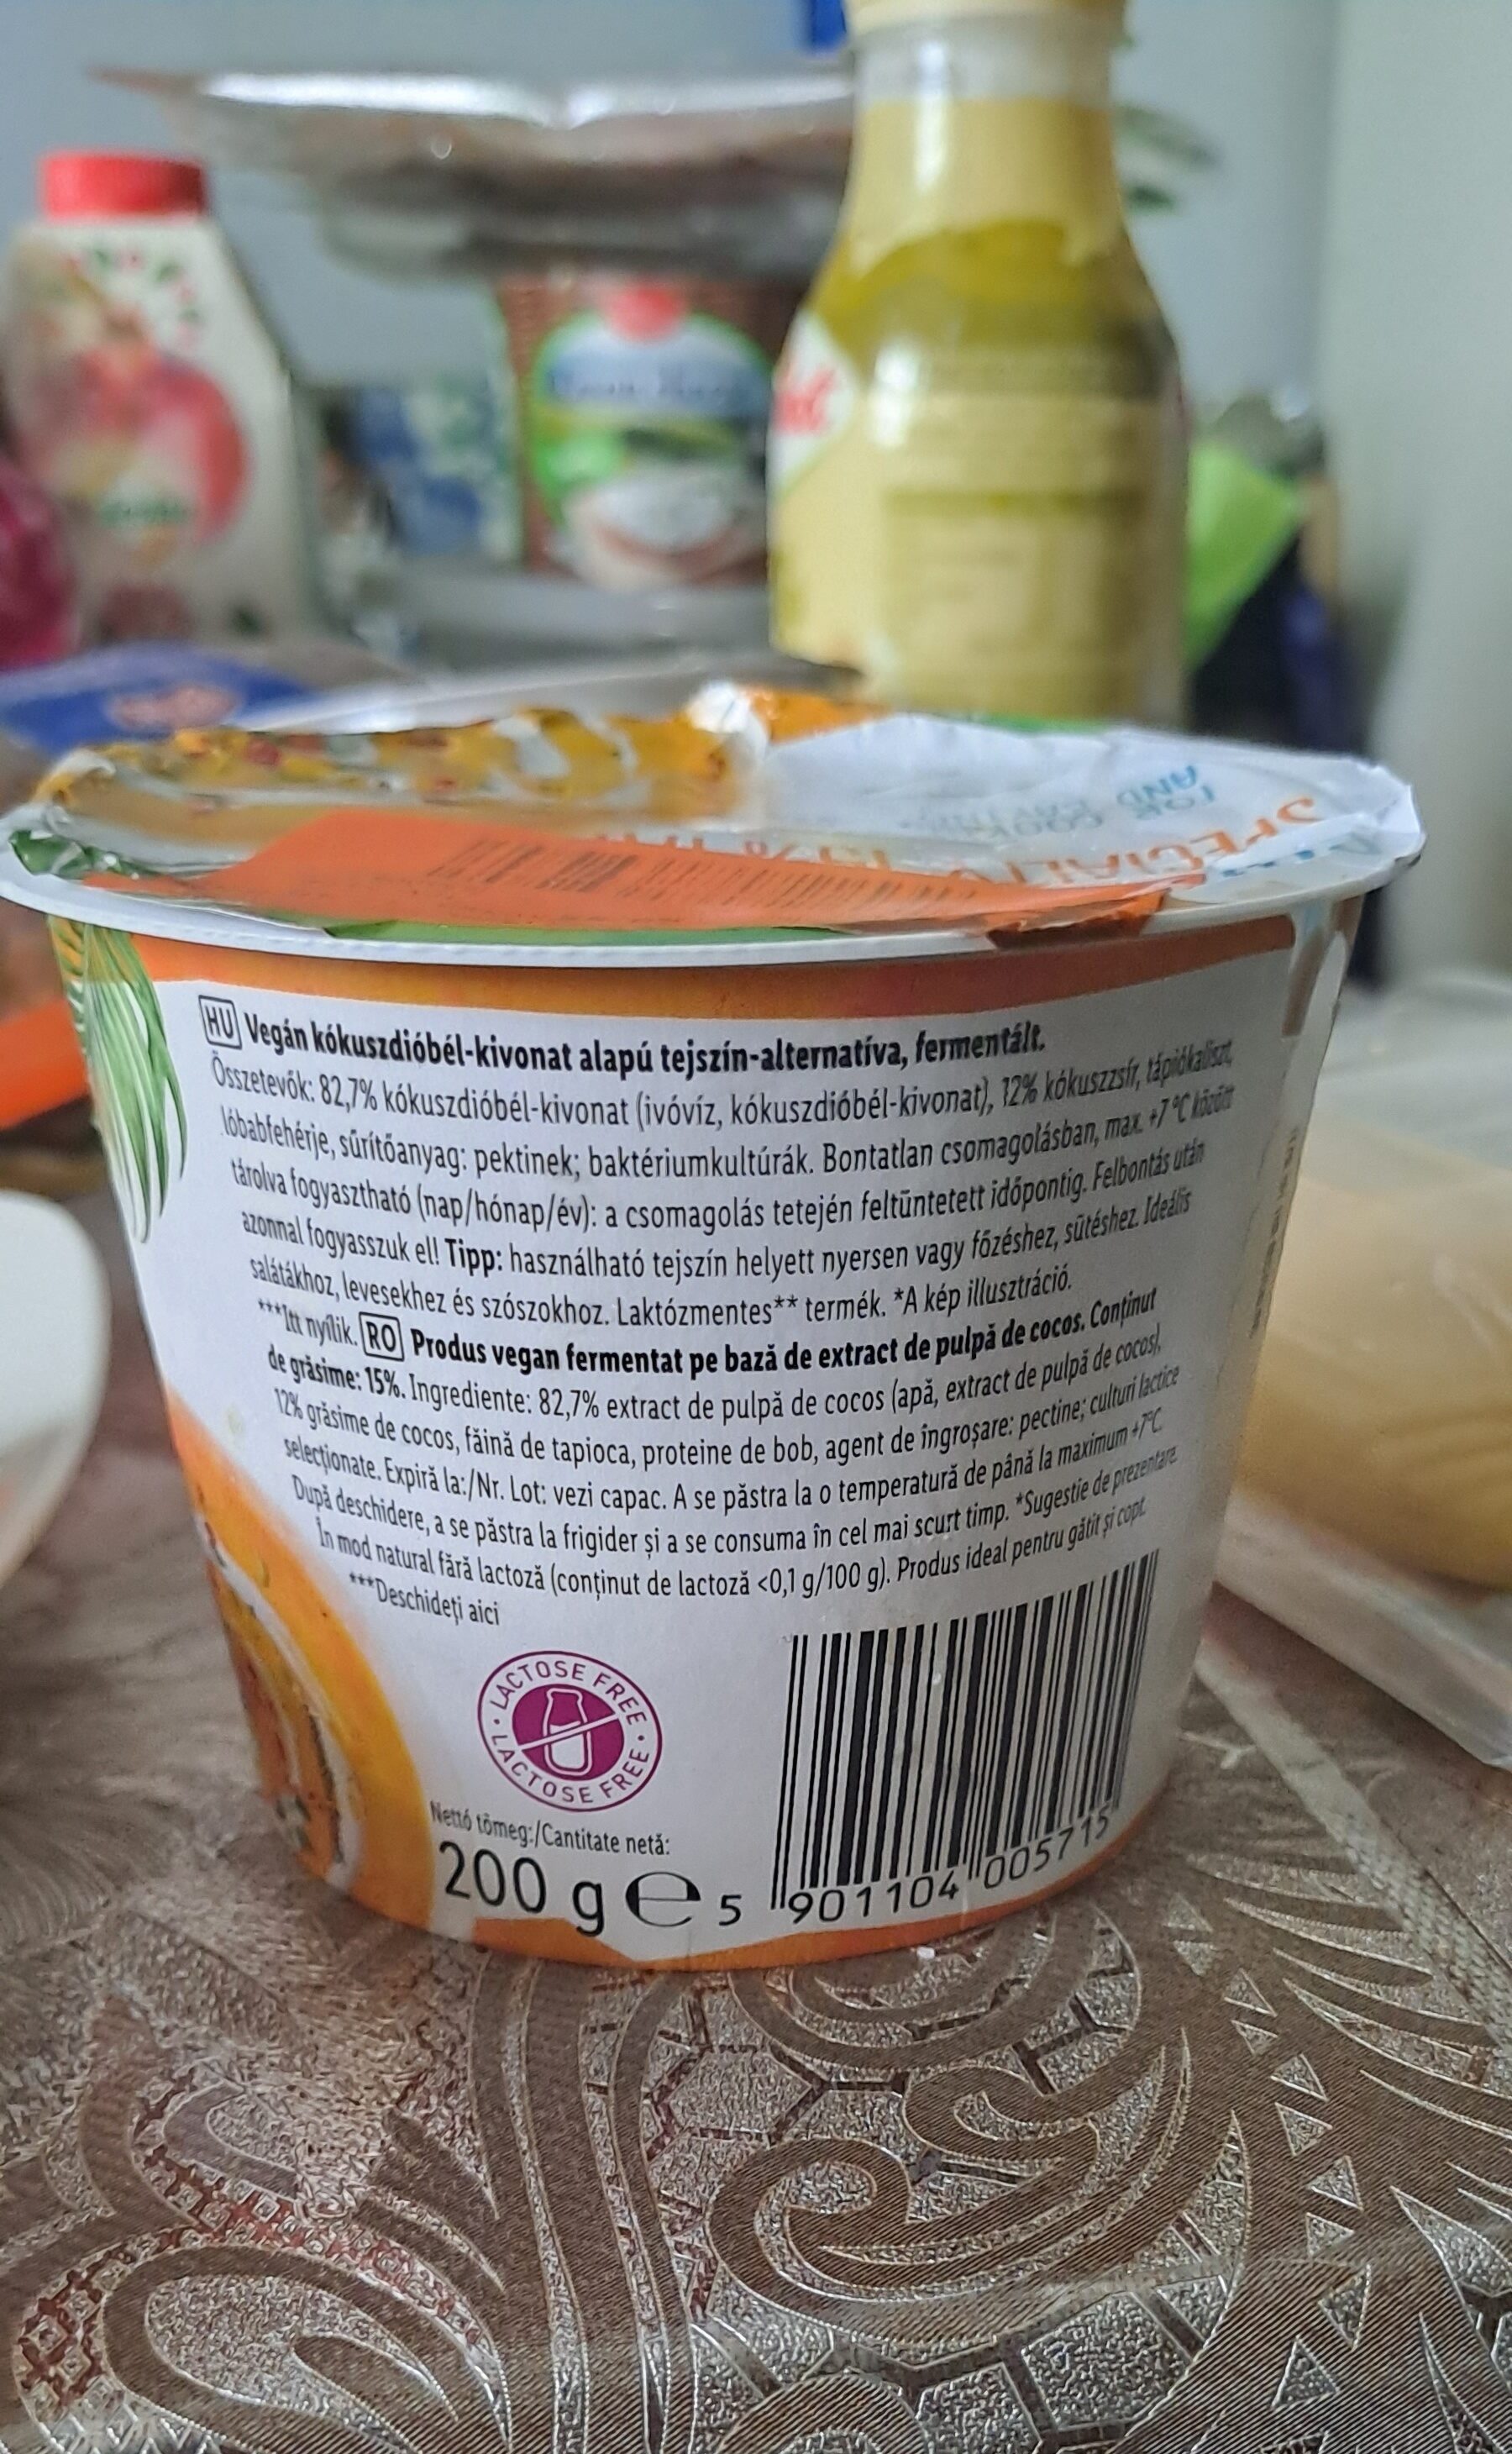 SPECIALITY 15%
FOR COOKING
AND
HU Vegán kókuszdióbél-kivonat alapú tejszín-alternatíva, fermentált.
Összetevők: 82,7% kókuszdióbél-kivonat (ivóvíz, kókuszdióbél-kivonat), 12% kókuszzsír, tápiókaliszt,
lóbabfehérje, sűrítőanyag: pektinek; baktériumkultúrák. Bontatlan csomagolásban, max. +7 °C között
tárolva fogyasztható (nap/hónap/év): a csomagolás tetején feltüntetett időpontig. Felbontás után
azonnal fogyasszuk el! Tipp: használható tejszín helyett nyersen vagy főzéshez, sütéshez. Ideális
salátákhoz, levesekhez és szószokhoz. Laktózmentes** termék. *A kép illusztráció.
***Itt nyílik. RO Produs vegan fermentat pe bază de extract de pulpă de cocos. Conținut
de grăsime: 15%. Ingrediente: 82,7% extract de pulpă de cocos (apă, extract de pulpă de cocos),
12% grăsime de cocos, făină de tapioca, proteine de bob, agent de îngroșare: pectine; culturi lactice
selecționate. Expiră la:/Nr. Lot: vezi capac. A se păstra la o temperatură de până la maximum +7°C.
După deschidere, a se păstra la frigider și a se consuma în cel mai scurt timp. *Sugestie de prezentare.
În mod natural fără lactoză (conținut de lactoză <0,1 g/100 g). Produs ideal pentru gătit și copt.
***Deschideți aici
LACTOSE FREE · LACTOSE FREE ·
Nettó tömeg:/Cantitate netă:
200 g e
5 901104 005715